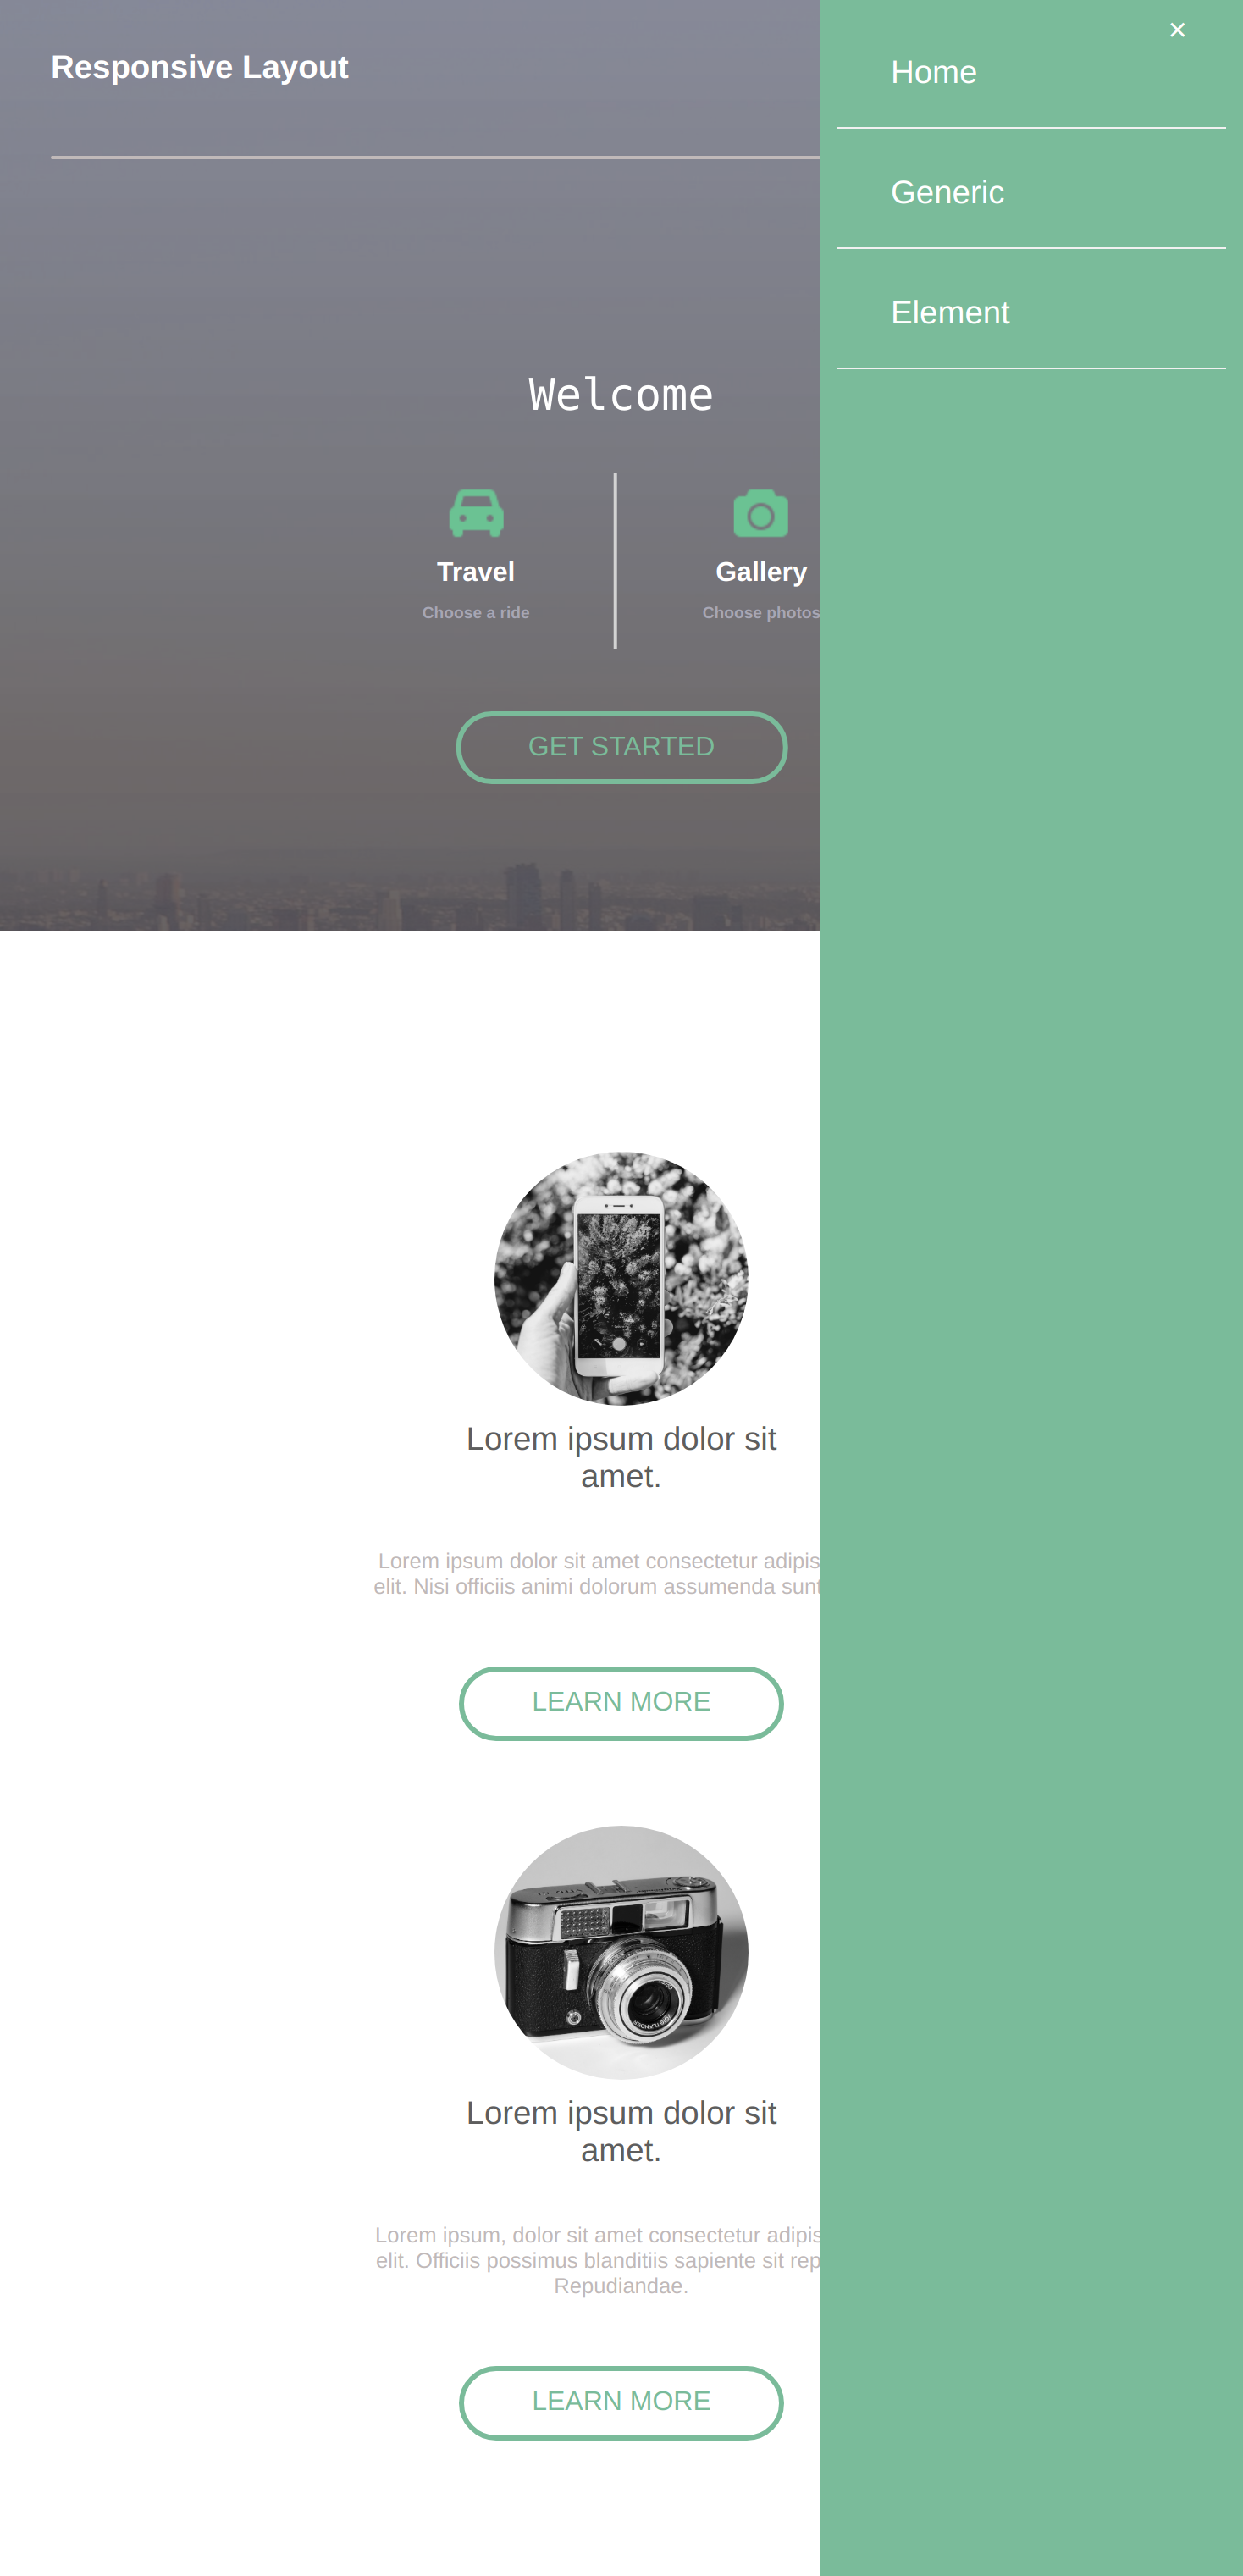 Responsive Layout
×
Home
Generic
Element
Welcome
Travel
Gallery
Choose a ride
Choose photos
GET STARTED
Lorem ipsum dolor sit
amet.
Lorem ipsum dolor sit amet consectetur adipis
elit. Nisi officiis animi dolorum assumenda sunt
LEARN MORE
VOIGTLÄNDER
Lorem ipsum dolor sit
amet.
Lorem ipsum, dolor sit amet consectetur adipis
elit. Officiis possimus blanditiis sapiente sit rep
Repudiandae.
LEARN MORE